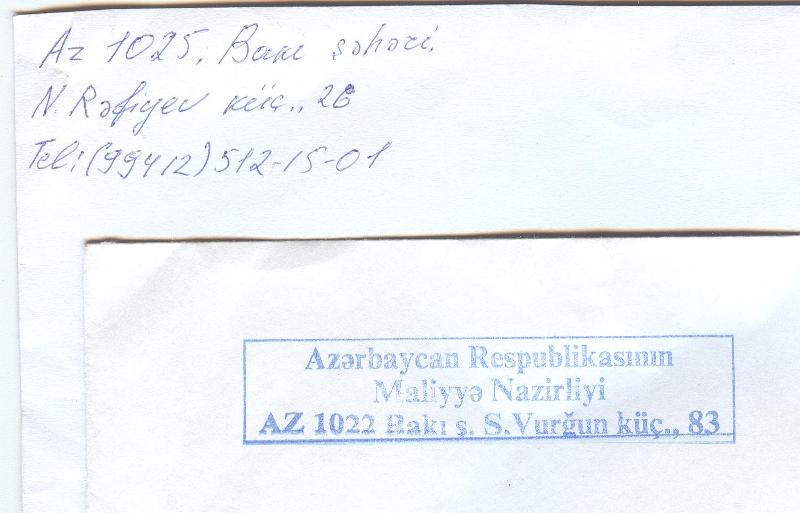 Az 1025, Bakı şəhəri,
N. Rəfiyev küç., 26
Tel: (99412) 512-15-01
Azərbaycan Respublikasının
Maliyyə Nazirliyi
AZ 1022 Bakı ş. S.Vurğun küç., 83